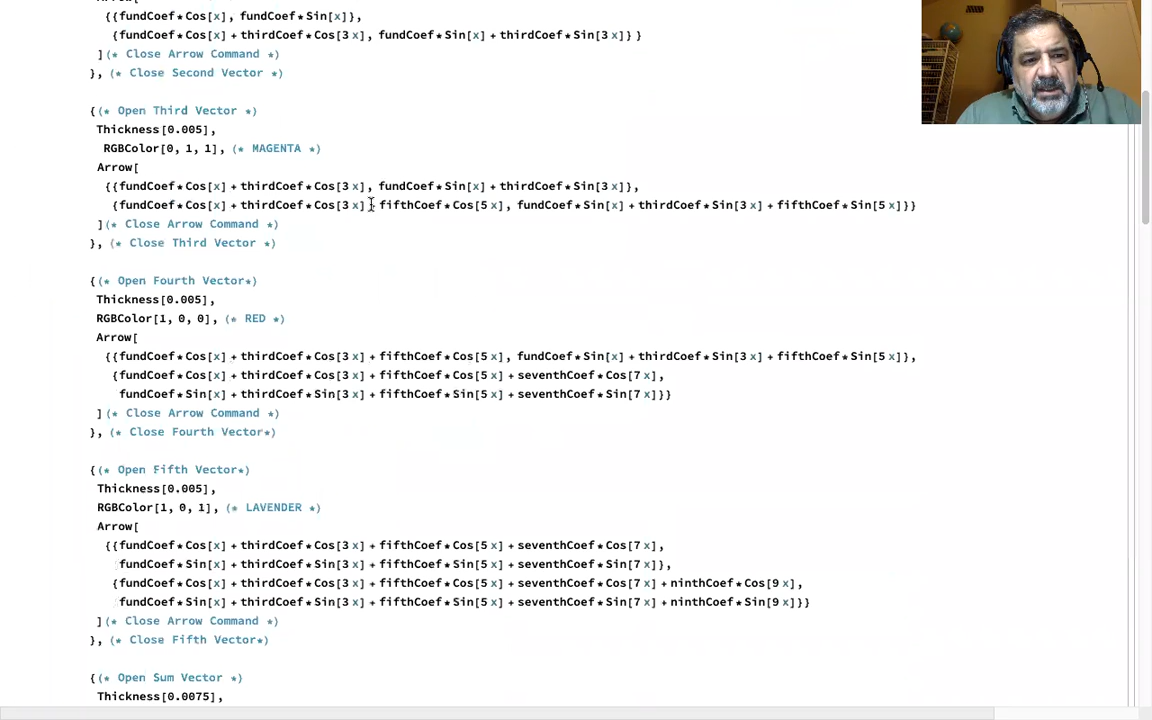 {{fundCoef*Cos[x], fundCoef*Sin[x]},
{fundCoef*Cos[x] + thirdCoef*Cos[3 x], fundCoef*Sin[x] + thirdCoef*Sin[3 x]} }
](* Close Arrow Command *)
}, (* Close Second Vector *)
{(* Open Third Vector *)
Thickness[0.005],
RGBColor[0, 1, 1], (* MAGENTA *)
Arrow[
{{fundCoef*Cos[x] + thirdCoef*Cos[3 x], fundCoef*Sin[x] + thirdCoef*Sin[3 x]},
{fundCoef*Cos[x] + thirdCoef*Cos[3 x] + fifthCoef*Cos[5 x], fundCoef*Sin[x] + thirdCoef*Sin[3 x] + fifthCoef*Sin[5 x]}}
](* Close Arrow Command *)
}, (* Close Third Vector *)
{(* Open Fourth Vector*)
Thickness[0.005],
RGBColor[1, 0, 0], (* RED *)
Arrow[
{{fundCoef*Cos[x] + thirdCoef*Cos[3 x] + fifthCoef*Cos[5 x], fundCoef*Sin[x] + thirdCoef*Sin[3 x] + fifthCoef*Sin[5 x]},
{fundCoef*Cos[x] + thirdCoef*Cos[3 x] + fifthCoef*Cos[5 x] + seventhCoef*Cos[7 x],
fundCoef*Sin[x] + thirdCoef*Sin[3 x] + fifthCoef*Sin[5 x] + seventhCoef*Sin[7 x]}}
](* Close Arrow Command *)
}, (* Close Fourth Vector*)
{(* Open Fifth Vector*)
Thickness[0.005],
RGBColor[1, 0, 1], (* LAVENDER *)
Arrow[
{{fundCoef*Cos[x] + thirdCoef*Cos[3 x] + fifthCoef*Cos[5 x] + seventhCoef*Cos[7 x],
fundCoef*Sin[x] + thirdCoef*Sin[3 x] + fifthCoef*Sin[5 x] + seventhCoef*Sin[7 x]},
{fundCoef*Cos[x] + thirdCoef*Cos[3 x] + fifthCoef*Cos[5 x] + seventhCoef*Cos[7 x] + ninthCoef*Cos[9 x],
fundCoef*Sin[x] + thirdCoef*Sin[3 x] + fifthCoef*Sin[5 x] + seventhCoef*Sin[7 x] + ninthCoef*Sin[9 x]}}
](* Close Arrow Command *)
}, (* Close Fifth Vector*)
{(* Open Sum Vector *)
Thickness[0.0075],